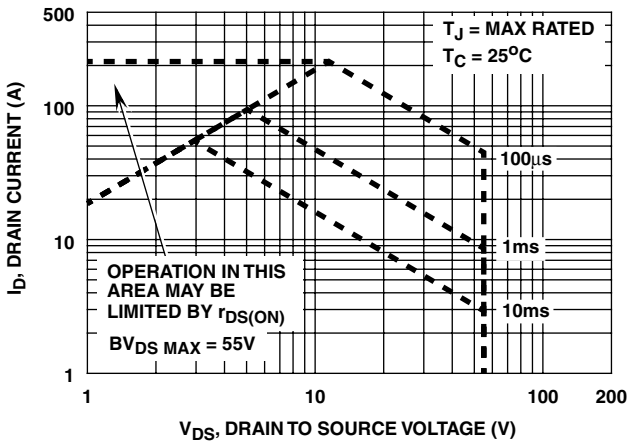 500
100
10
1
I_D, DRAIN CURRENT (A)
T_J = MAX RATED
T_C = 25°C
100μs
1ms
10ms
OPERATION IN THIS
AREA MAY BE
LIMITED BY r_DS(ON)
BV_DS MAX = 55V
1
10
100
200
V_DS, DRAIN TO SOURCE VOLTAGE (V)